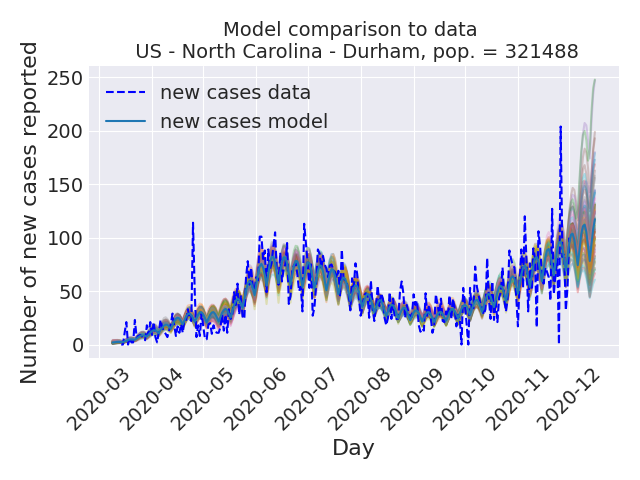 Model comparison to data
US - North Carolina - Durham, pop. = 321488
Number of new cases reported
250
200
150
100
50
0
new cases data
new cases model
2020-03
2020-04
2020-05
2020-06
2020-07
2020-08
2020-09
2020-10
2020-11
2020-12
Day